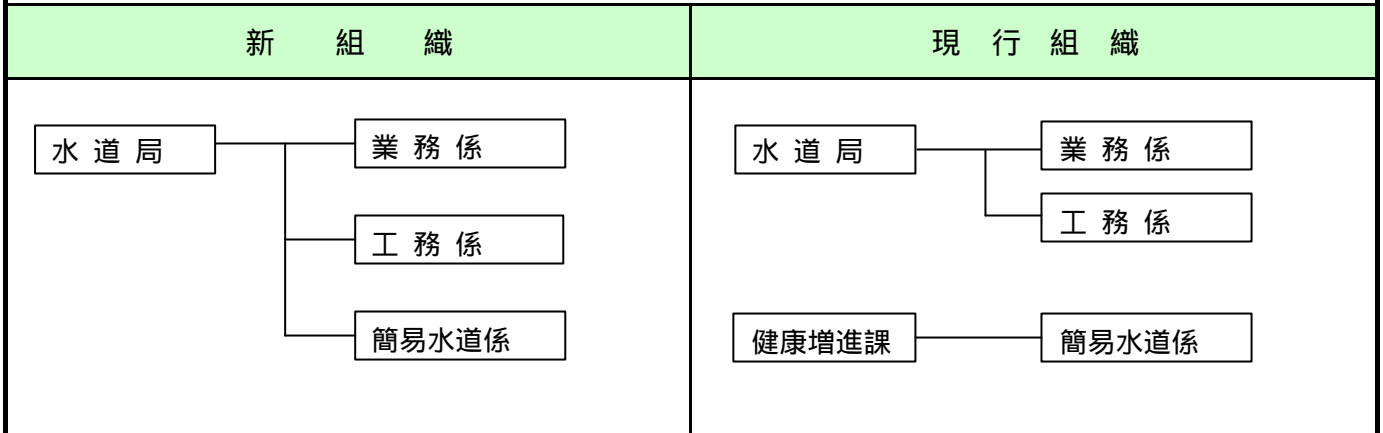 新組織
現行組織
水道局
業務係
工務係
簡易水道係
水道局
業務係
工務係
健康増進課
簡易水道係